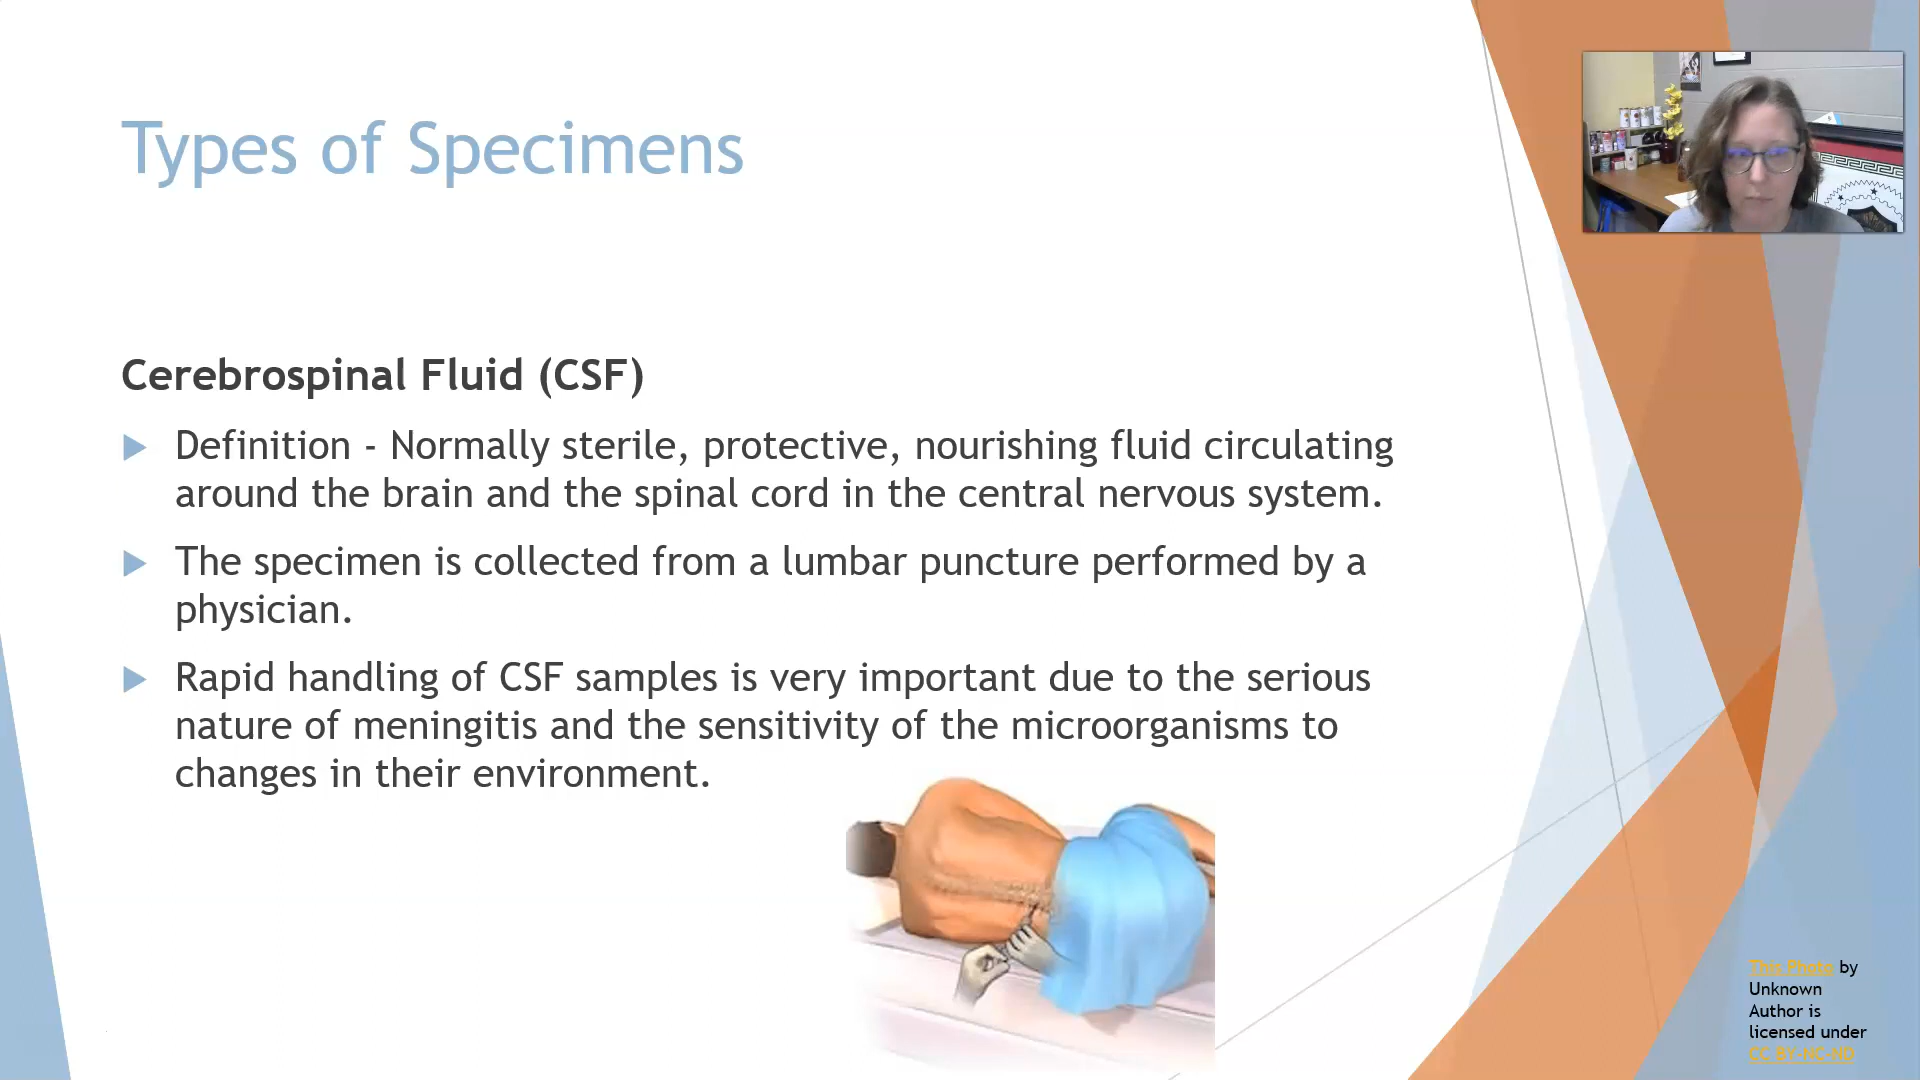 Types of Specimens
Cerebrospinal Fluid (CSF)
Definition - Normally sterile, protective, nourishing fluid circulating
around the brain and the spinal cord in the central nervous system.
The specimen is collected from a lumbar puncture performed by a
physician.
Rapid handling of CSF samples is very important due to the serious
nature of meningitis and the sensitivity of the microorganisms to
changes in their environment.
This Photo by
Unknown
Author is
licensed under
CC BY-NC-ND